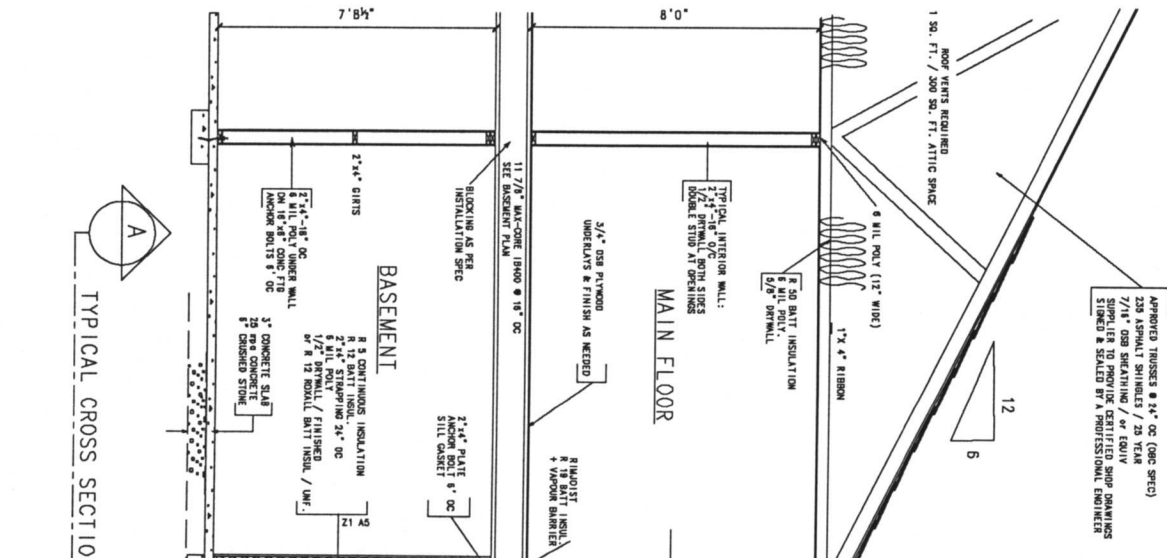 7'8½"
8'0"
ROOF VENTS REQUIRED
1 SQ. FT. / 300 SQ. FT. ATTIC SPACE
APPROVED TRUSSES @ 24" OC (OBC SPEC)
235 ASPHALT SHINGLES / 25 YEAR
7/16" OSB SHEATHING / or EQUIV
SUPPLIER TO PROVIDE CERTIFIED SHOP DRAWINGS
SIGNED & SEALED BY A PROFESSIONAL ENGINEER
12
6
6 MIL POLY (12" WIDE)
1"X 4" RIBBON
R 50 BATT INSULATION
6 MIL POLY.
5/8" DRYWALL
TYPICAL INTERIOR WALL:
2"x4"-16" O/C
1/2" DRYWALL BOTH SIDES
DOUBLE STUD AT OPENINGS
MAIN FLOOR
3/4" OSB PLYWOOD
UNDERLAYS & FINISH AS NEEDED
RIMJOIST
R 19 BATT INSUL.
+ VAPOUR BARRIER
11 7/8" MAX-CORE IB400 @ 16" OC
SEE BASEMENT PLAN
BLOCKING AS PER
INSTALLATION SPEC
2"x4" PLATE
ANCHOR BOLT 6' OC
SILL GASKET
BASEMENT
2"x4" GIRTS
R 5 CONTINUOUS INSULATION
R 12 BATT INSUL.
2"x4" STRAPPING 24" OC
6 MIL POLY
1/2" DRYWALL / FINISHED
or R 12 ROXALL BATT INSUL / UNF.
Z1 A5
2"x4"-16" OC
6 MIL POLY UNDER WALL
ON 16"x6" CONC FTG
ANCHOR BOLTS 6' OC
3" CONCRETE SLAB
25 mpa CONCRETE
6" CRUSHED STONE
A
TYPICAL CROSS SECTIO